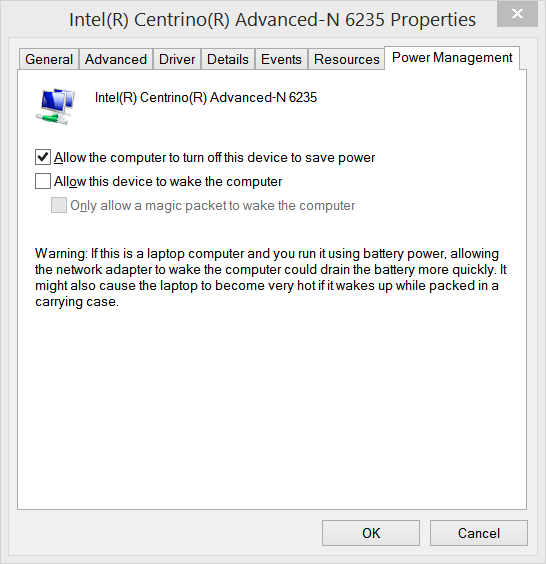 Intel(R) Centrino(R) Advanced-N 6235 Properties
General Advanced Driver Details Events Resources Power Management
Intel(R) Centrino(R) Advanced-N 6235
Allow the computer to turn off this device to save power
Allow this device to wake the computer
Only allow a magic packet to wake the computer
Warning: If this is a laptop computer and you run it using battery power, allowing
the network adapter to wake the computer could drain the battery more quickly. It
might also cause the laptop to become very hot if it wakes up while packed in a
carrying case.
OK Cancel